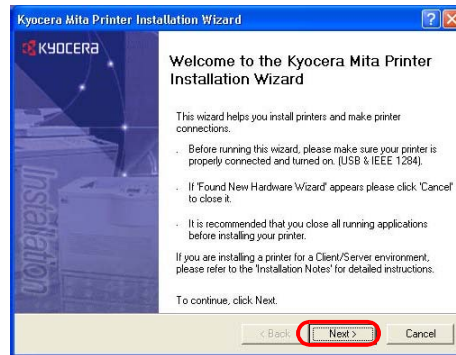 Kyocera Mita Printer Installation Wizard
KYOCERA
Welcome to the Kyocera Mita Printer
Installation Wizard
This wizard helps you install printers and make printer
connections.
. Before running this wizard, please make sure your printer is
properly connected and turned on. (USB & IEEE 1284).
. If 'Found New Hardware Wizard' appears please click 'Cancel'
to close it.
. It is recommended that you close all running applications
before installing your printer.
If you are installing a printer for a Client/Server environment,
please refer to the 'Installation Notes' for detailed instructions.
To continue, click Next.
Installation
< Back
Next >
Cancel